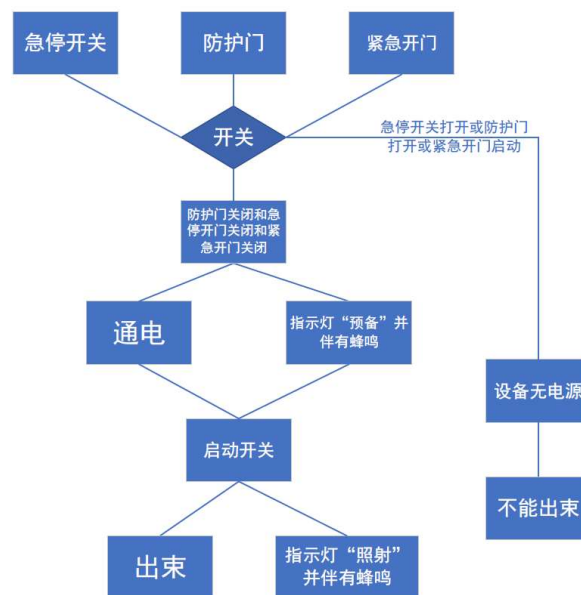 急停开关
防护门
紧急开门
开关
急停开关打开或防护门
打开或紧急开门启动
防护门关闭和急
停开门关闭和紧
急开门关闭
通电
指示灯“预备”并
伴有蜂鸣
设备无电源
启动开关
不能出束
出束
指示灯“照射”
并伴有蜂鸣